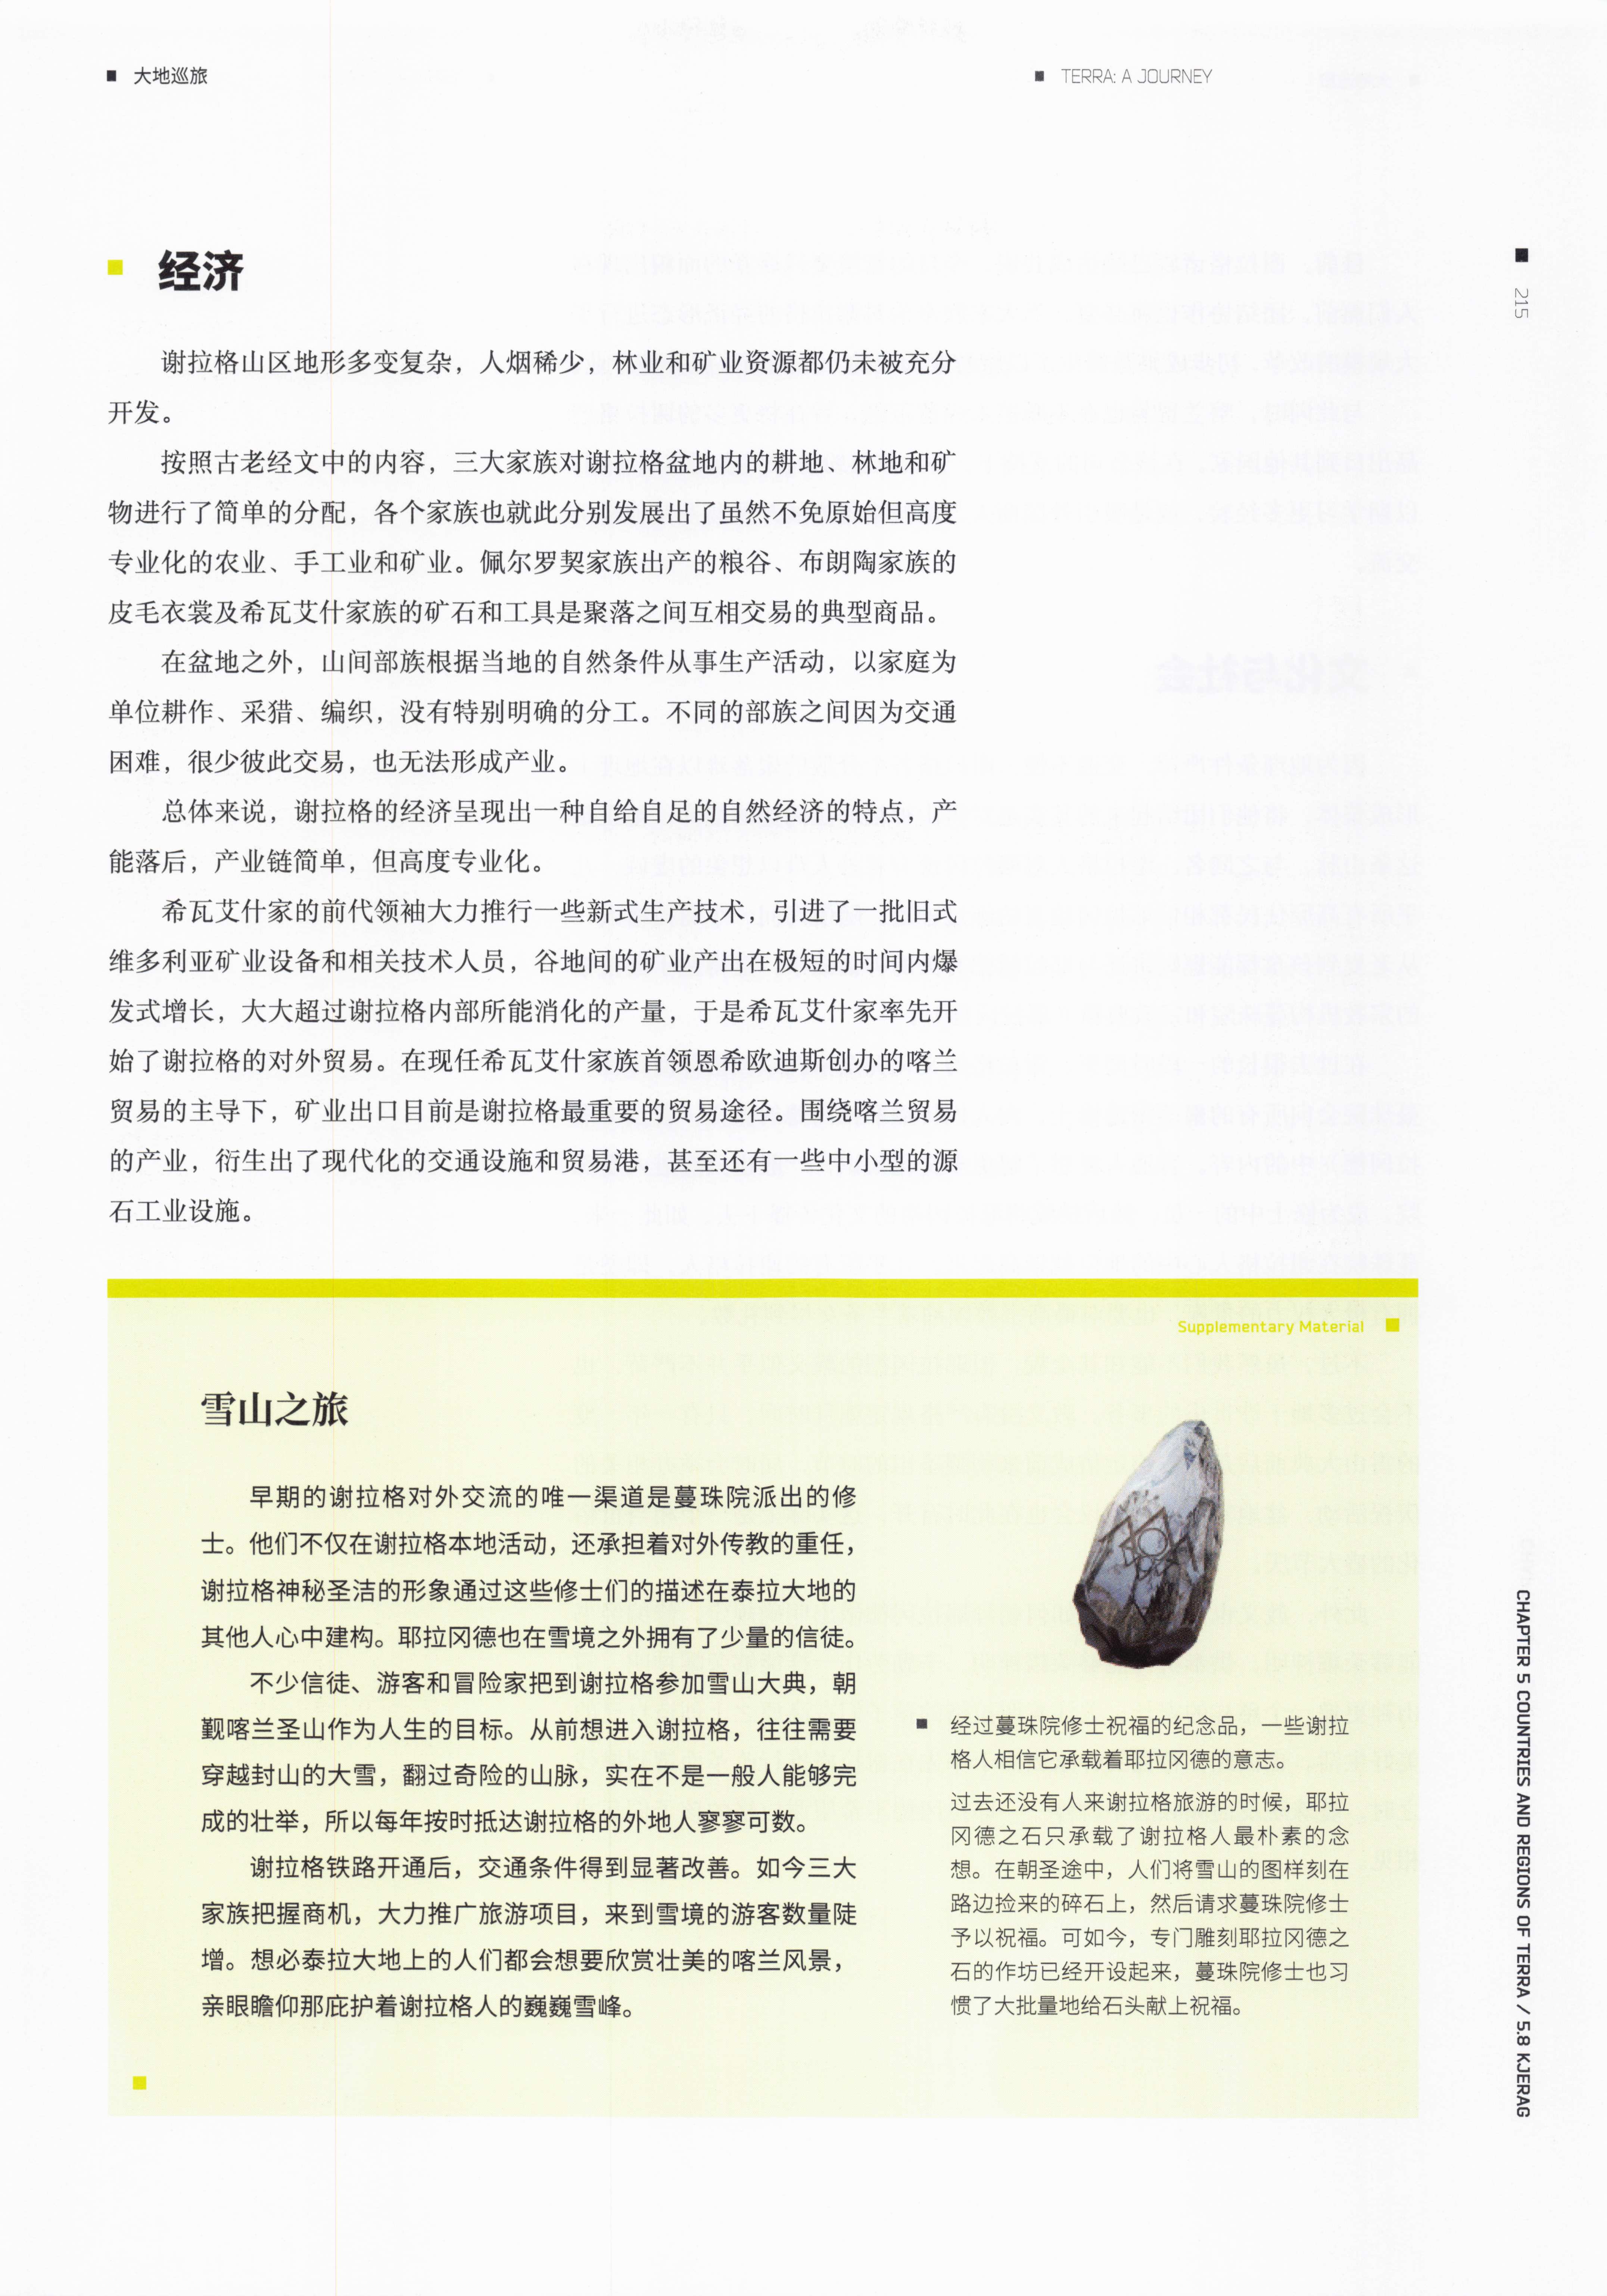 大地巡旅
TERRA: A JOURNEY
215
经济
谢拉格山区地形多变复杂，人烟稀少，林业和矿业资源都仍未被充分
开发。
按照古老经文中的内容，三大家族对谢拉格盆地内的耕地、林地和矿
物进行了简单的分配，各个家族也就此分别发展出了虽然不免原始但高度
专业化的农业、手工业和矿业。佩尔罗契家族出产的粮谷、布朗陶家族的
皮毛衣裳及希瓦艾什家族的矿石和工具是聚落之间互相交易的典型商品。
在盆地之外，山间部族根据当地的自然条件从事生产活动，以家庭为
单位耕作、采猎、编织，没有特别明确的分工。不同的部族之间因为交通
困难，很少彼此交易，也无法形成产业。
总体来说，谢拉格的经济呈现出一种自给自足的自然经济的特点，产
能落后，产业链简单，但高度专业化。
希瓦艾什家的前代领袖大力推行一些新式生产技术，引进了一批旧式
维多利亚矿业设备和相关技术人员，谷地间的矿业产出在极短的时间内爆
发式增长，大大超过谢拉格内部所能消化的产量，于是希瓦艾什家率先开
始了谢拉格的对外贸易。在现任希瓦艾什家族首领恩希欧迪斯创办的喀兰
贸易的主导下，矿业出口目前是谢拉格最重要的贸易途径。围绕喀兰贸易
的产业，衍生出了现代化的交通设施和贸易港，甚至还有一些中小型的源
石工业设施。
Supplementary Material
雪山之旅
早期的谢拉格对外交流的唯一渠道是蔓珠院派出的修
士。他们不仅在谢拉格本地活动，还承担着对外传教的重任，
谢拉格神秘圣洁的形象通过这些修士们的描述在泰拉大地的
其他人心中建构。耶拉冈德也在雪境之外拥有了少量的信徒。
不少信徒、游客和冒险家把到谢拉格参加雪山大典，朝
觐喀兰圣山作为人生的目标。从前想进入谢拉格，往往需要
穿越封山的大雪，翻过奇险的山脉，实在不是一般人能够完
成的壮举，所以每年按时抵达谢拉格的外地人寥寥可数。
谢拉格铁路开通后，交通条件得到显著改善。如今三大
家族把握商机，大力推广旅游项目，来到雪境的游客数量陡
增。想必泰拉大地上的人们都会想要欣赏壮美的喀兰风景，
亲眼瞻仰那庇护着谢拉格人的巍巍雪峰。
经过蔓珠院修士祝福的纪念品，一些谢拉
格人相信它承载着耶拉冈德的意志。
过去还没有人来谢拉格旅游的时候，耶拉
冈德之石只承载了谢拉格人最朴素的念
想。在朝圣途中，人们将雪山的图样刻在
路边捡来的碎石上，然后请求蔓珠院修士
予以祝福。可如今，专门雕刻耶拉冈德之
石的作坊已经开设起来，蔓珠院修士也习
惯了大批量地给石头献上祝福。
CHAPTER 5 COUNTRIES AND REGIONS OF TERRA / 5.8 KJERAG